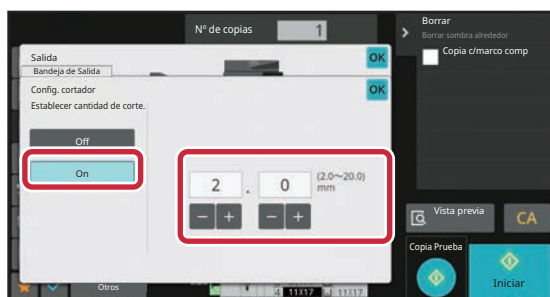 Nº de copias
1
Borrar
Borrar sombra alrededor
Copia c/marco comp
Salida
OK
Bandeja de Salida
Config. cortador
OK
Establecer cantidad de corte.
Off
On
2 . 0
(2.0~20.0)
mm
− + − +
Vista previa
CA
Copia Prueba
Iniciar
Otros
4 11X17
11X17